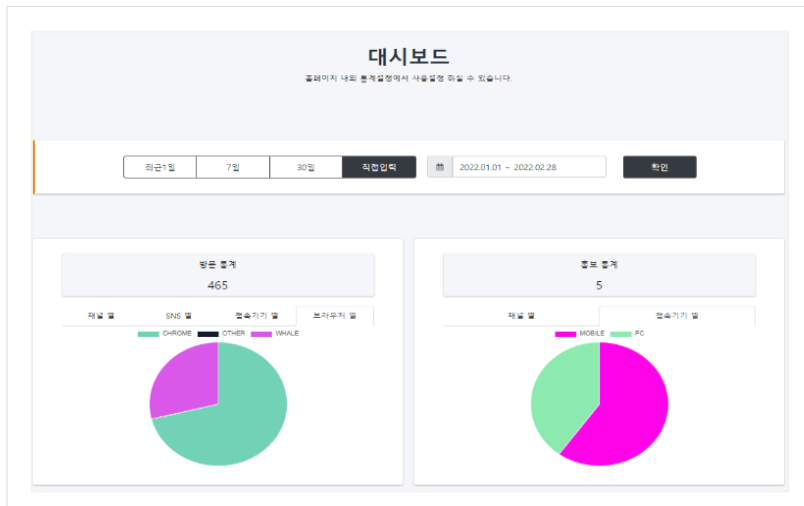 대시보드
홈페이지 내의 통계설정에서 사용설정 하실 수 있습니다.
최근1일 7일 30일 직접입력 2022.01.01 ~ 2022.02.28 확인
방문 통계
465
채널 별 SNS 별 접속기기 별 브라우저 별
CHROME OTHER WHALE
홍보 통계
5
채널 별 접속기기 별
MOBILE PC